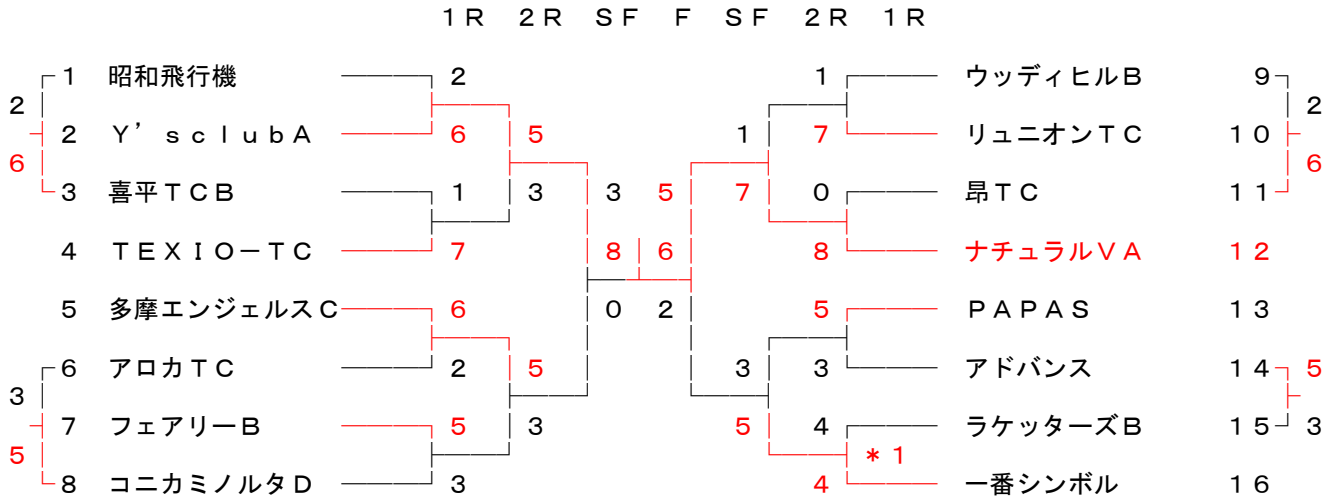 １Ｒ ２Ｒ ＳＦ Ｆ ＳＦ ２Ｒ １Ｒ
１ 昭和飛行機 ２ １ ウッディヒルＢ ９
２ ２
２ Ｙ’ｓｃｌｕｂＡ ６ ５ １ ７ リュニオンＴＣ １０
６ ６
３ 喜平ＴＣＢ １ ３ ３ ５ ７ ０ 昴ＴＣ １１
４ ＴＥＸＩＯ－ＴＣ ７ ８ ６ ８ ナチュラルＶＡ １２
５ 多摩エンジェルスＣ ６ ０ ２ ５ ＰＡＰＡＳ １３
６ アロカＴＣ ２ ５ ３ ３ アドバンス １４ ５
３
７ フェアリーＢ ５ ３ ５ ４ ラケッターズＢ １５ ３
５ ＊１
８ コニカミノルタＤ ３ ４ 一番シンボル １６